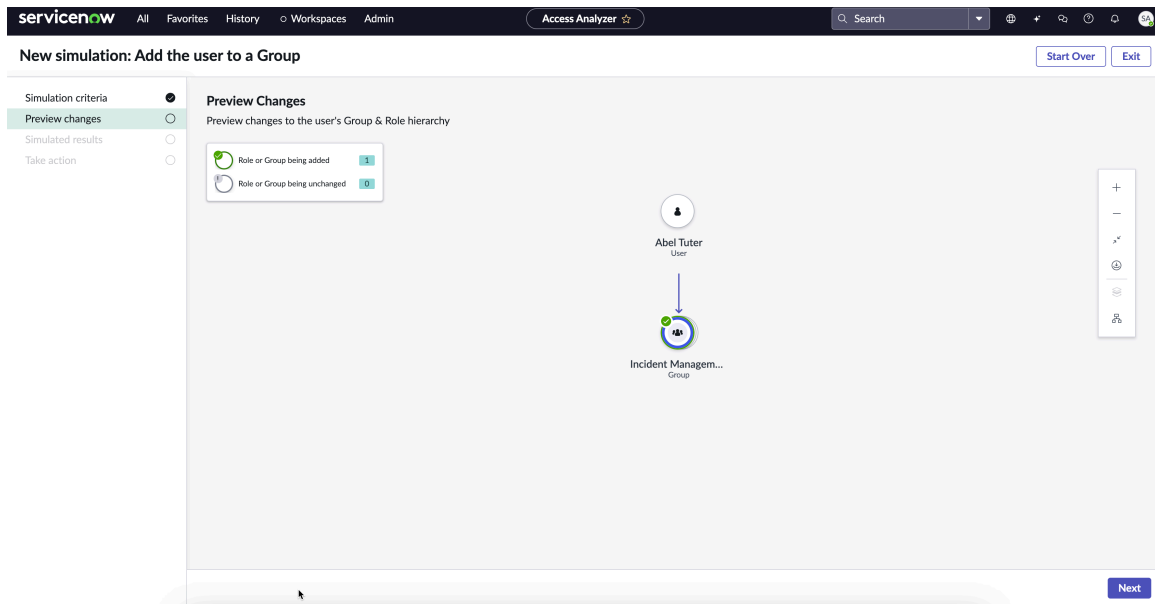 servicenow All Favorites History Workspaces Admin Access Analyzer Search SA
New simulation: Add the user to a Group Start Over Exit
Simulation criteria
Preview changes
Simulated results
Take action
Preview Changes
Preview changes to the user's Group & Role hierarchy
Role or Group being added 1
Role or Group being unchanged 0
Abel Tuter
User
Incident Managem...
Group
Next